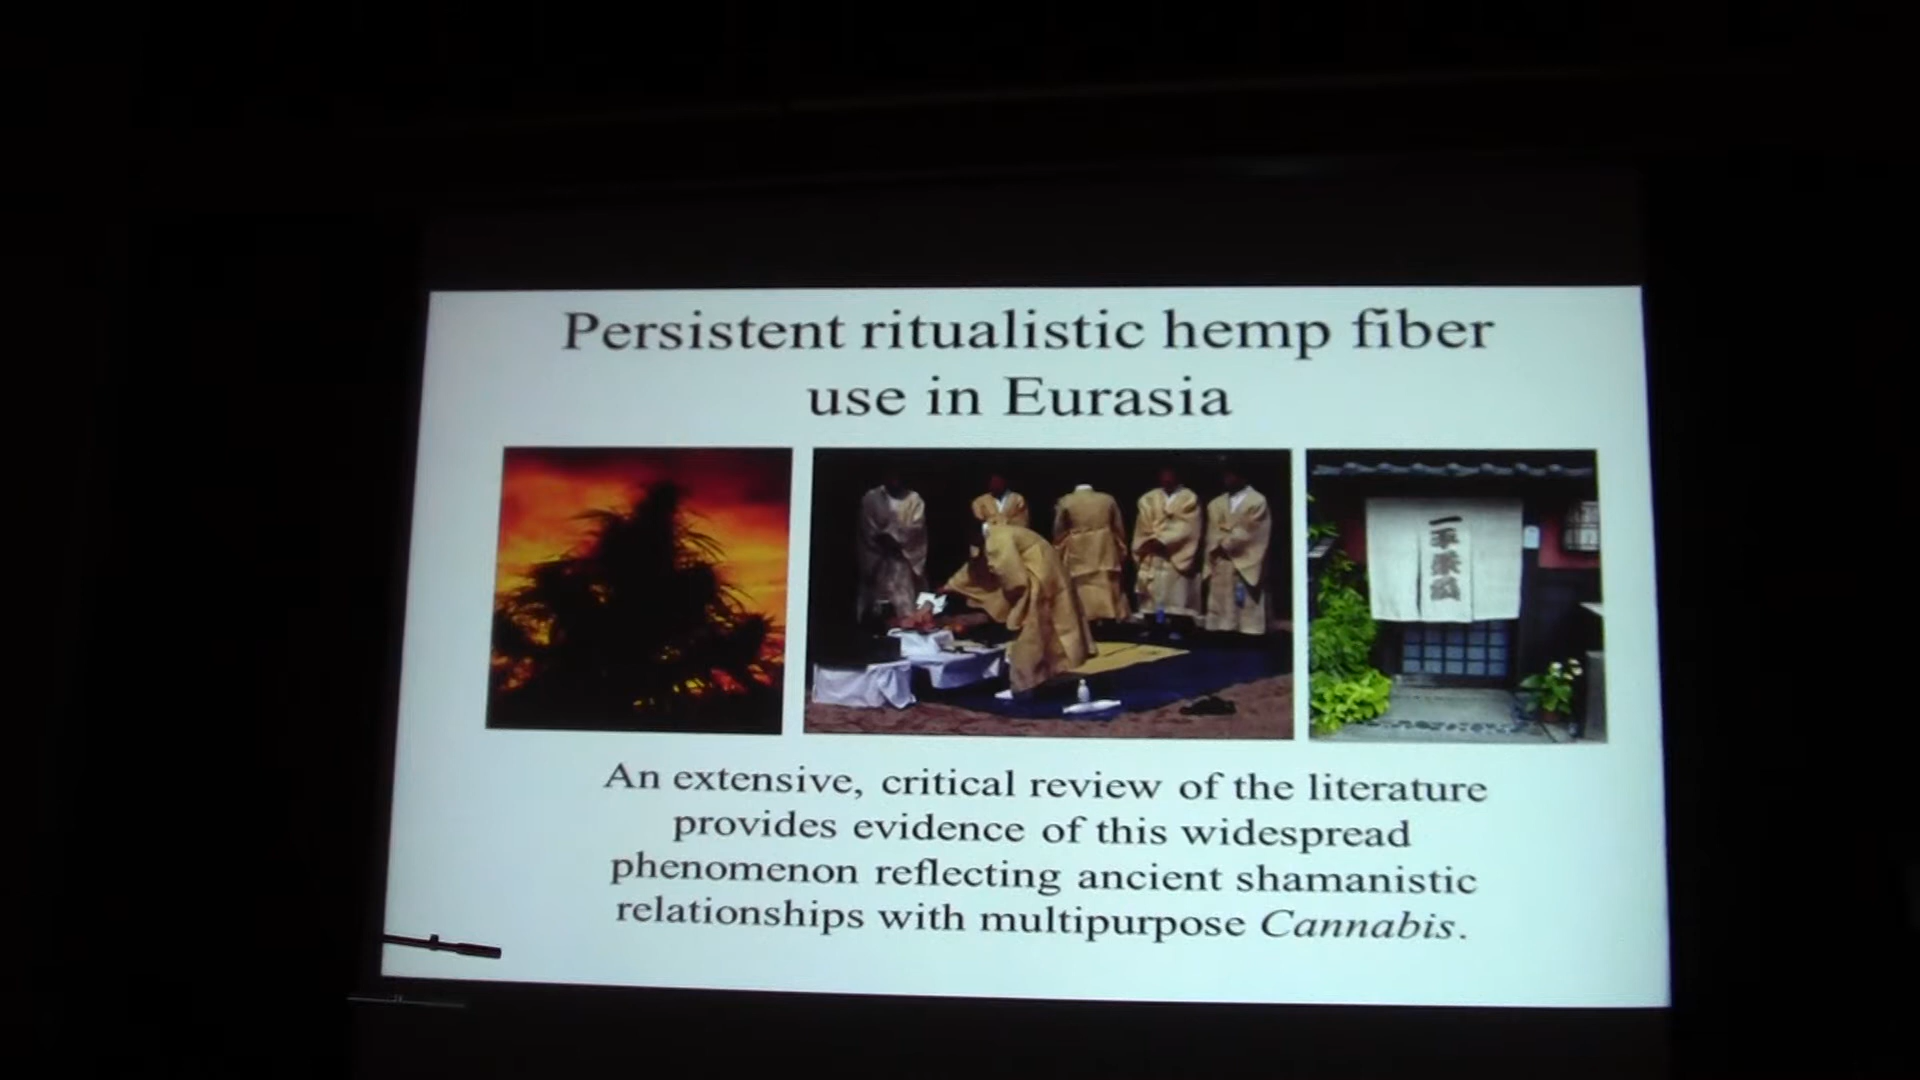 Persistent ritualistic hemp fiber
use in Eurasia
An extensive, critical review of the literature
provides evidence of this widespread
phenomenon reflecting ancient shamanistic
relationships with multipurpose Cannabis.